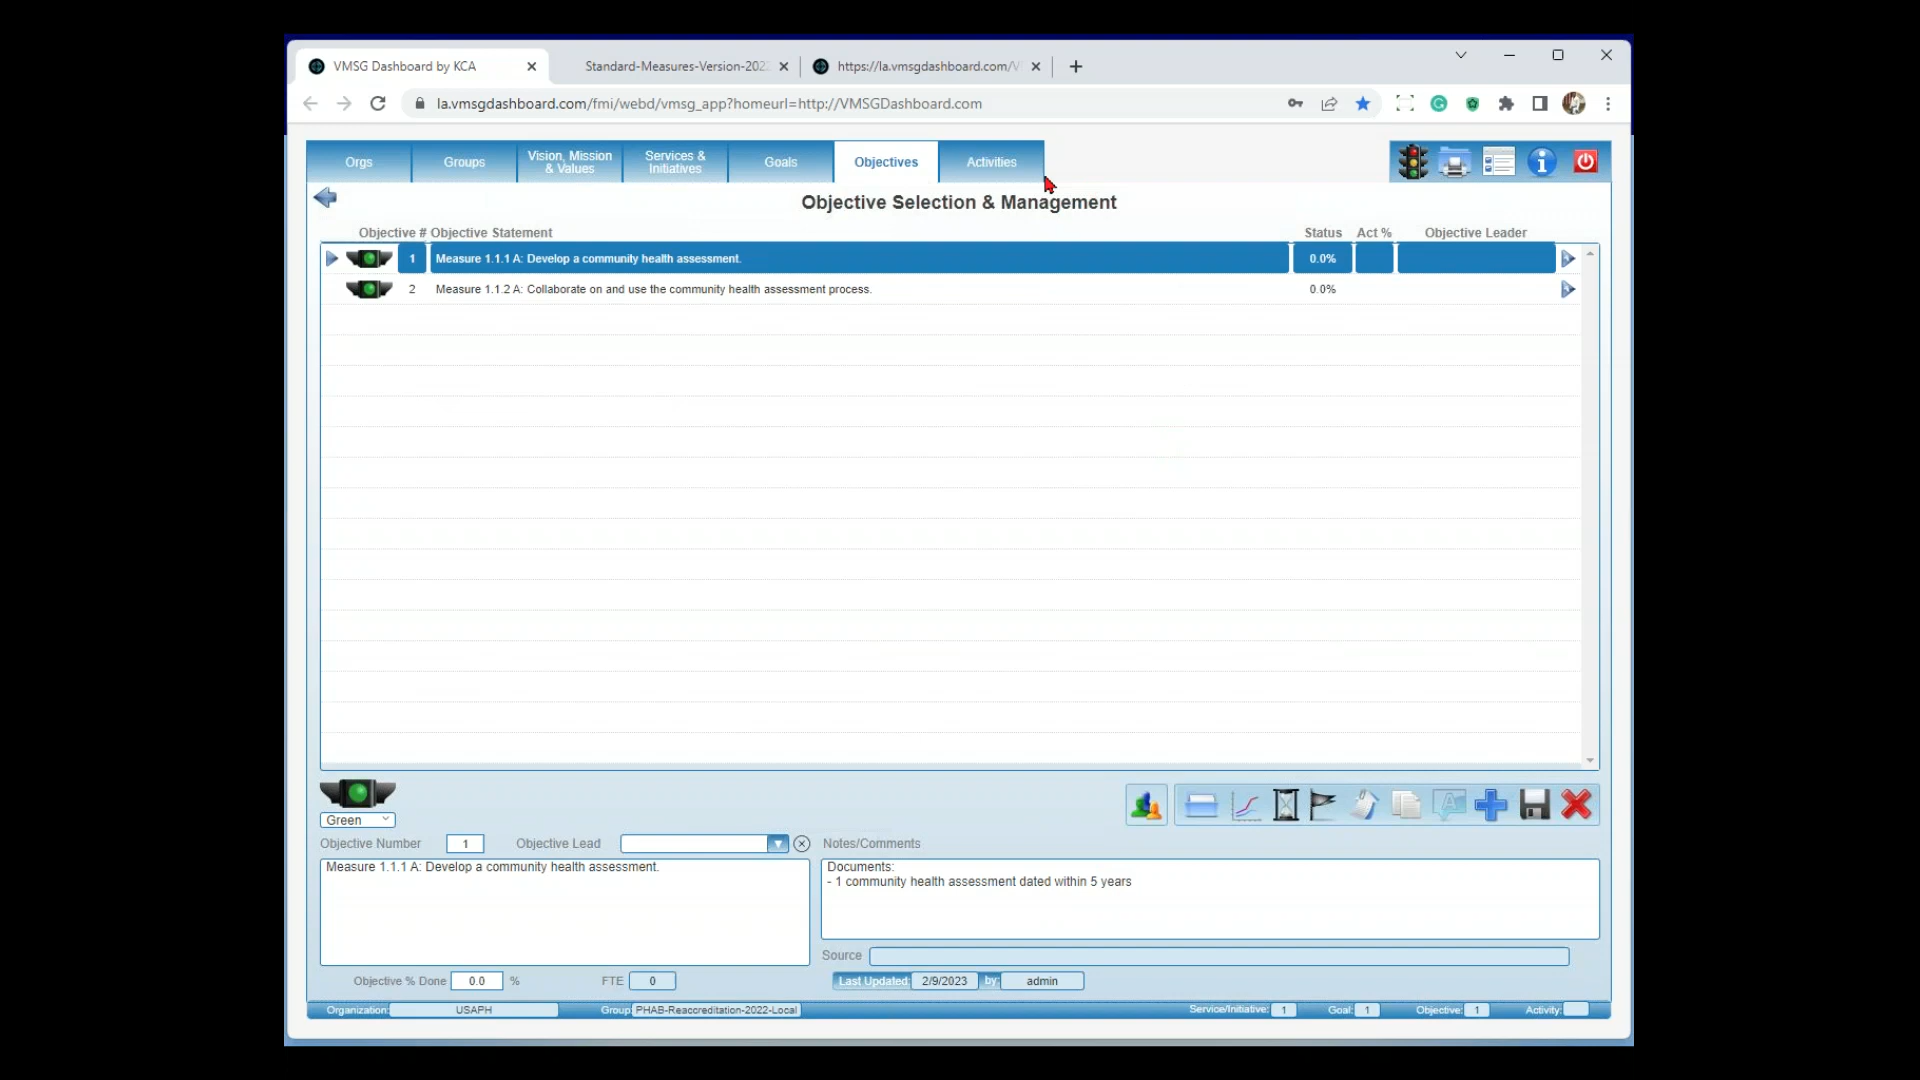 VMSG Dashboard by KCA
Standard-Measures-Version-202
https://la.vmsgdashboard.com/V
la.vmsgdashboard.com/fmi/webd/vmsg_app?homeurl=http://VMSGDashboard.com
Orgs
Groups
Vision, Mission
& Values
Services &
Initiatives
Goals
Objectives
Activities
Objective Selection & Management
Objective # Objective Statement Status Act % Objective Leader
1 Measure 1.1.1 A: Develop a community health assessment. 0.0%
2 Measure 1.1.2 A: Collaborate on and use the community health assessment process. 0.0%
Green
Objective Number 1 Objective Lead Notes/Comments
Measure 1.1.1 A: Develop a community health assessment.
Documents:
- 1 community health assessment dated within 5 years
Source
Objective % Done 0.0 % FTE 0 Last Updated: 2/9/2023 by: admin
Organization: USAPH Group: PHAB-Reaccreditation-2022-Local Service/Initiative: 1 Goal: 1 Objective: 1 Activity: